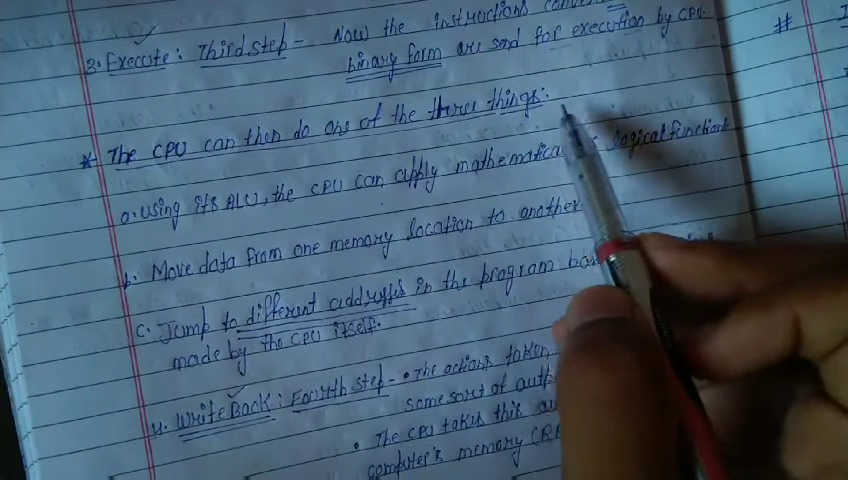 3. Execute: Third step - Now the instructions
binary form are send for execution by CPU.
#
* The CPU can then do one of the three things:
a. Using its ALU, the CPU can apply logical functions
b. Move data from one memory location to another
c. Jump to different addresses in the program
made by the CPU itself.
4. Write Back: Fourth step - • The actions taken
some sort of
• The CPU takes this
computer's memory